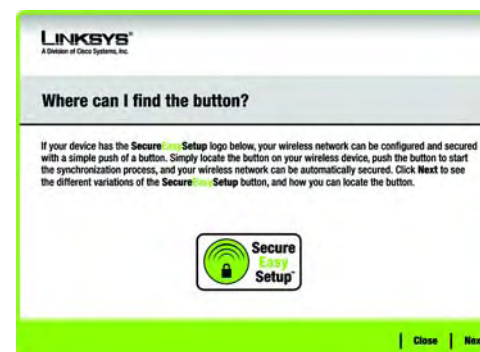 LINKSYS®
A Division of Cisco Systems, Inc.
Where can I find the button?
If your device has the SecureEasySetup logo below, your wireless network can be configured and secured
with a simple push of a button. Simply locate the button on your wireless device, push the button to start
the synchronization process, and your wireless network can be automatically secured. Click Next to see
the different variations of the SecureEasySetup button, and how you can locate the button.
Secure
Easy
Setup™
| Close | Nex